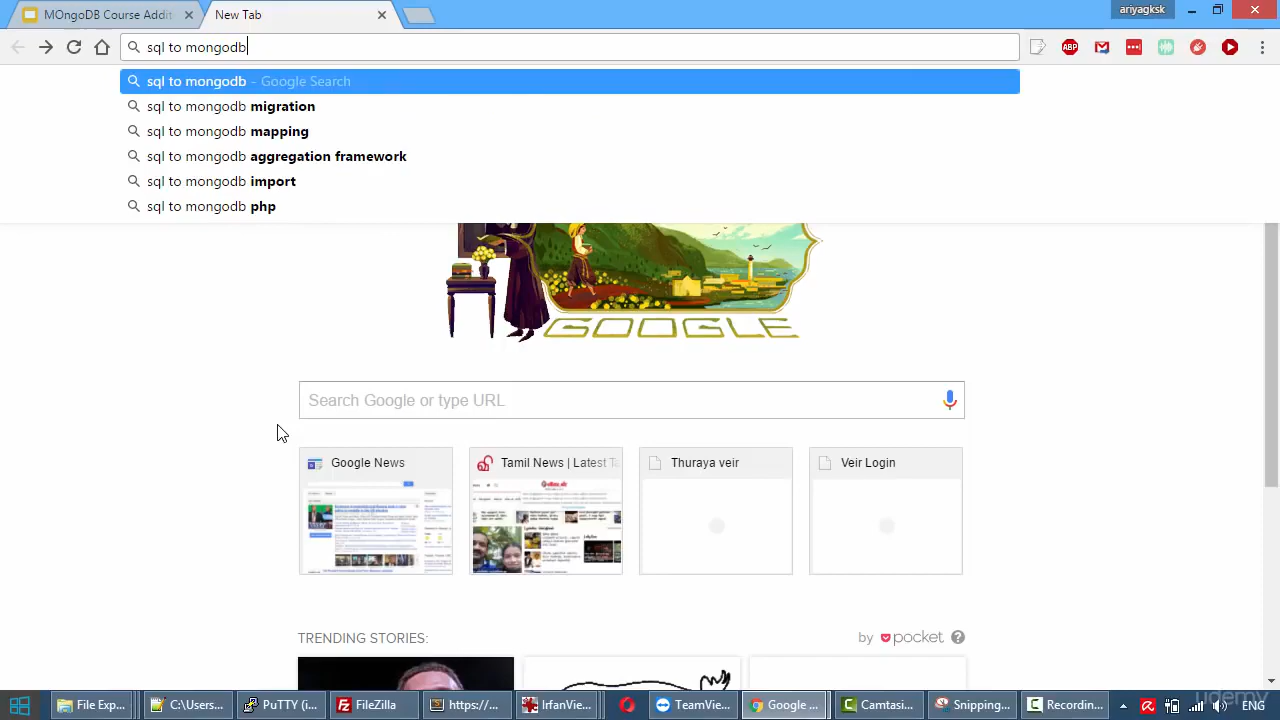 MOngoDB Course Addit
New Tab
ariyagksk
sql to mongodb
ABP
sql to mongodb - Google Search
sql to mongodb migration
sql to mongodb mapping
sql to mongodb aggregation framework
sql to mongodb import
sql to mongodb php
GOOGLE
Search Google or type URL
Google News
Tamil News | Latest Ta
Thuraya veir
Veir Login
TRENDING STORIES:
by pocket ?
File Exp...
C:\Users...
PuTTY (i...
FileZilla
https://...
IrfanVie...
TeamVie...
Google ...
Camtasi...
Snipping...
Recordin...
ENG
udemy